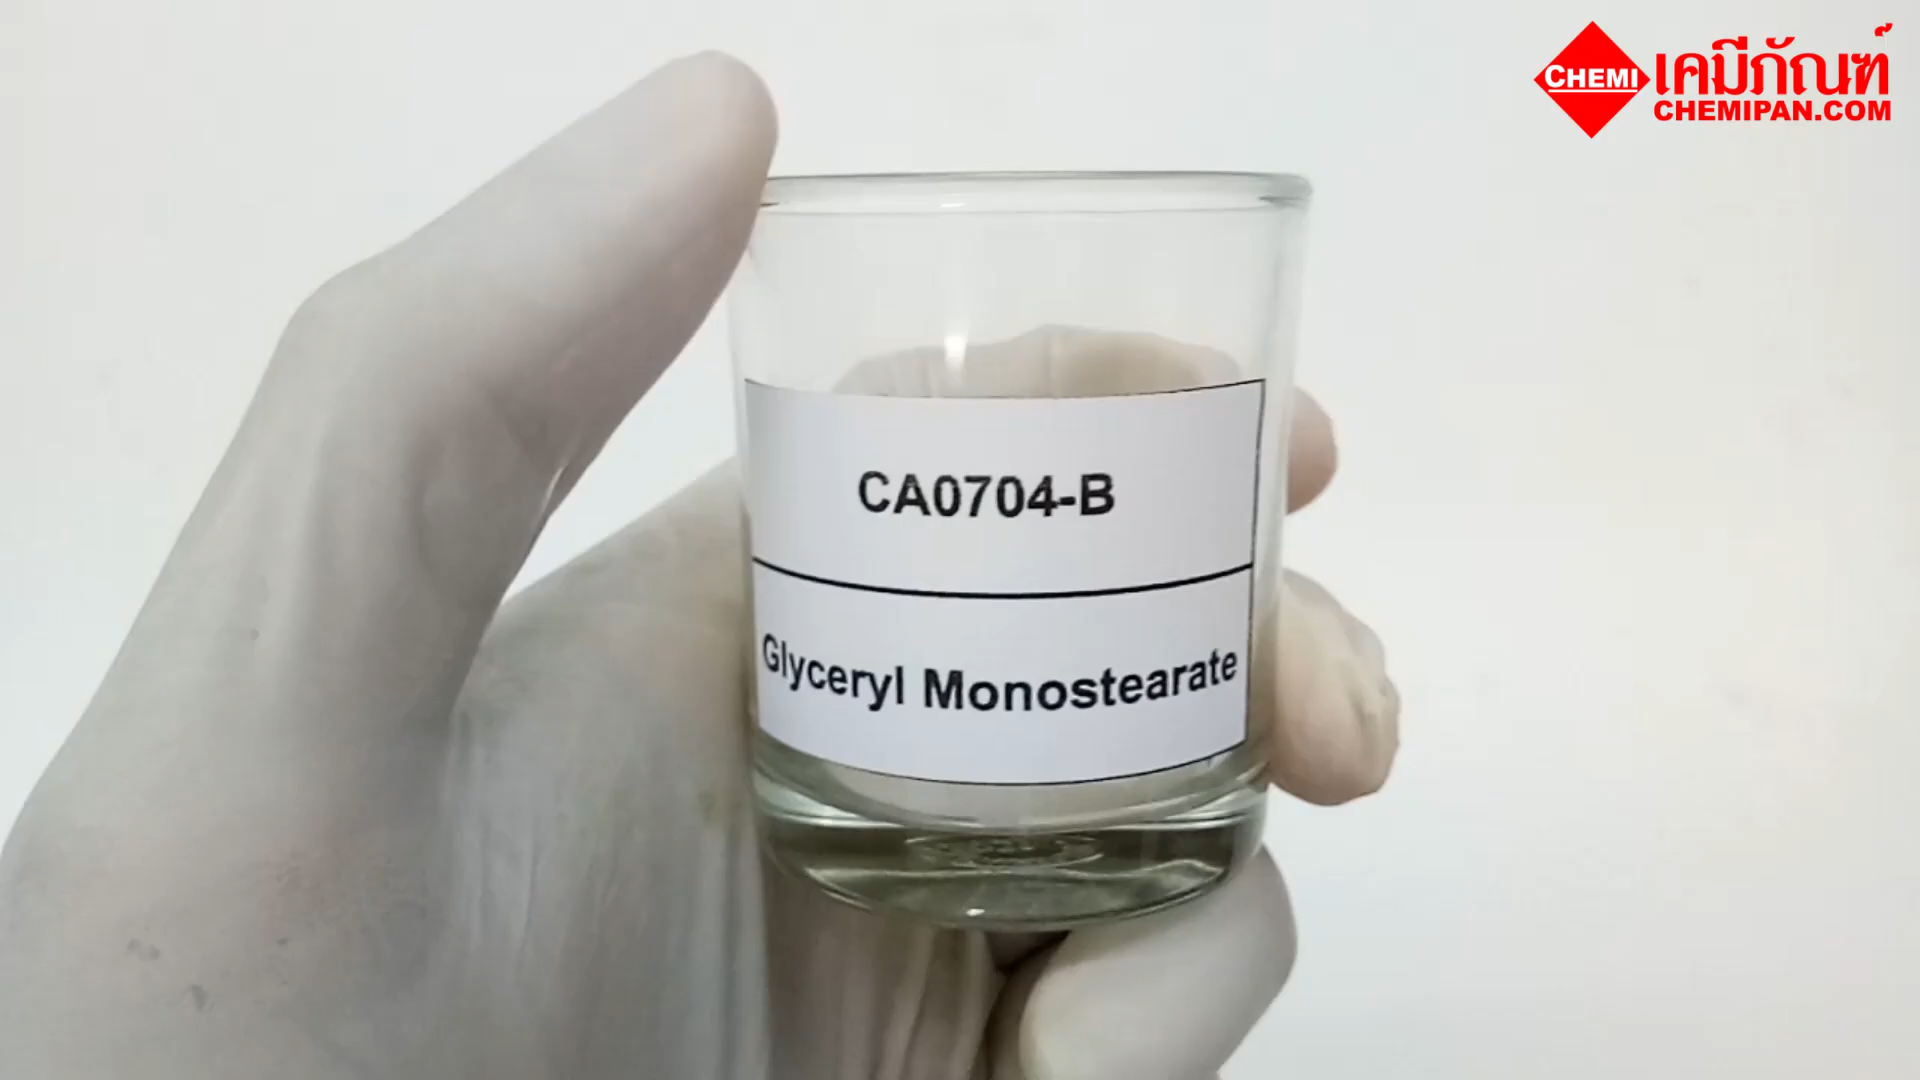 CHEMI
เคมีภัณฑ์
CHEMIPAN.COM
CA0704-B
Glyceryl Monostearate